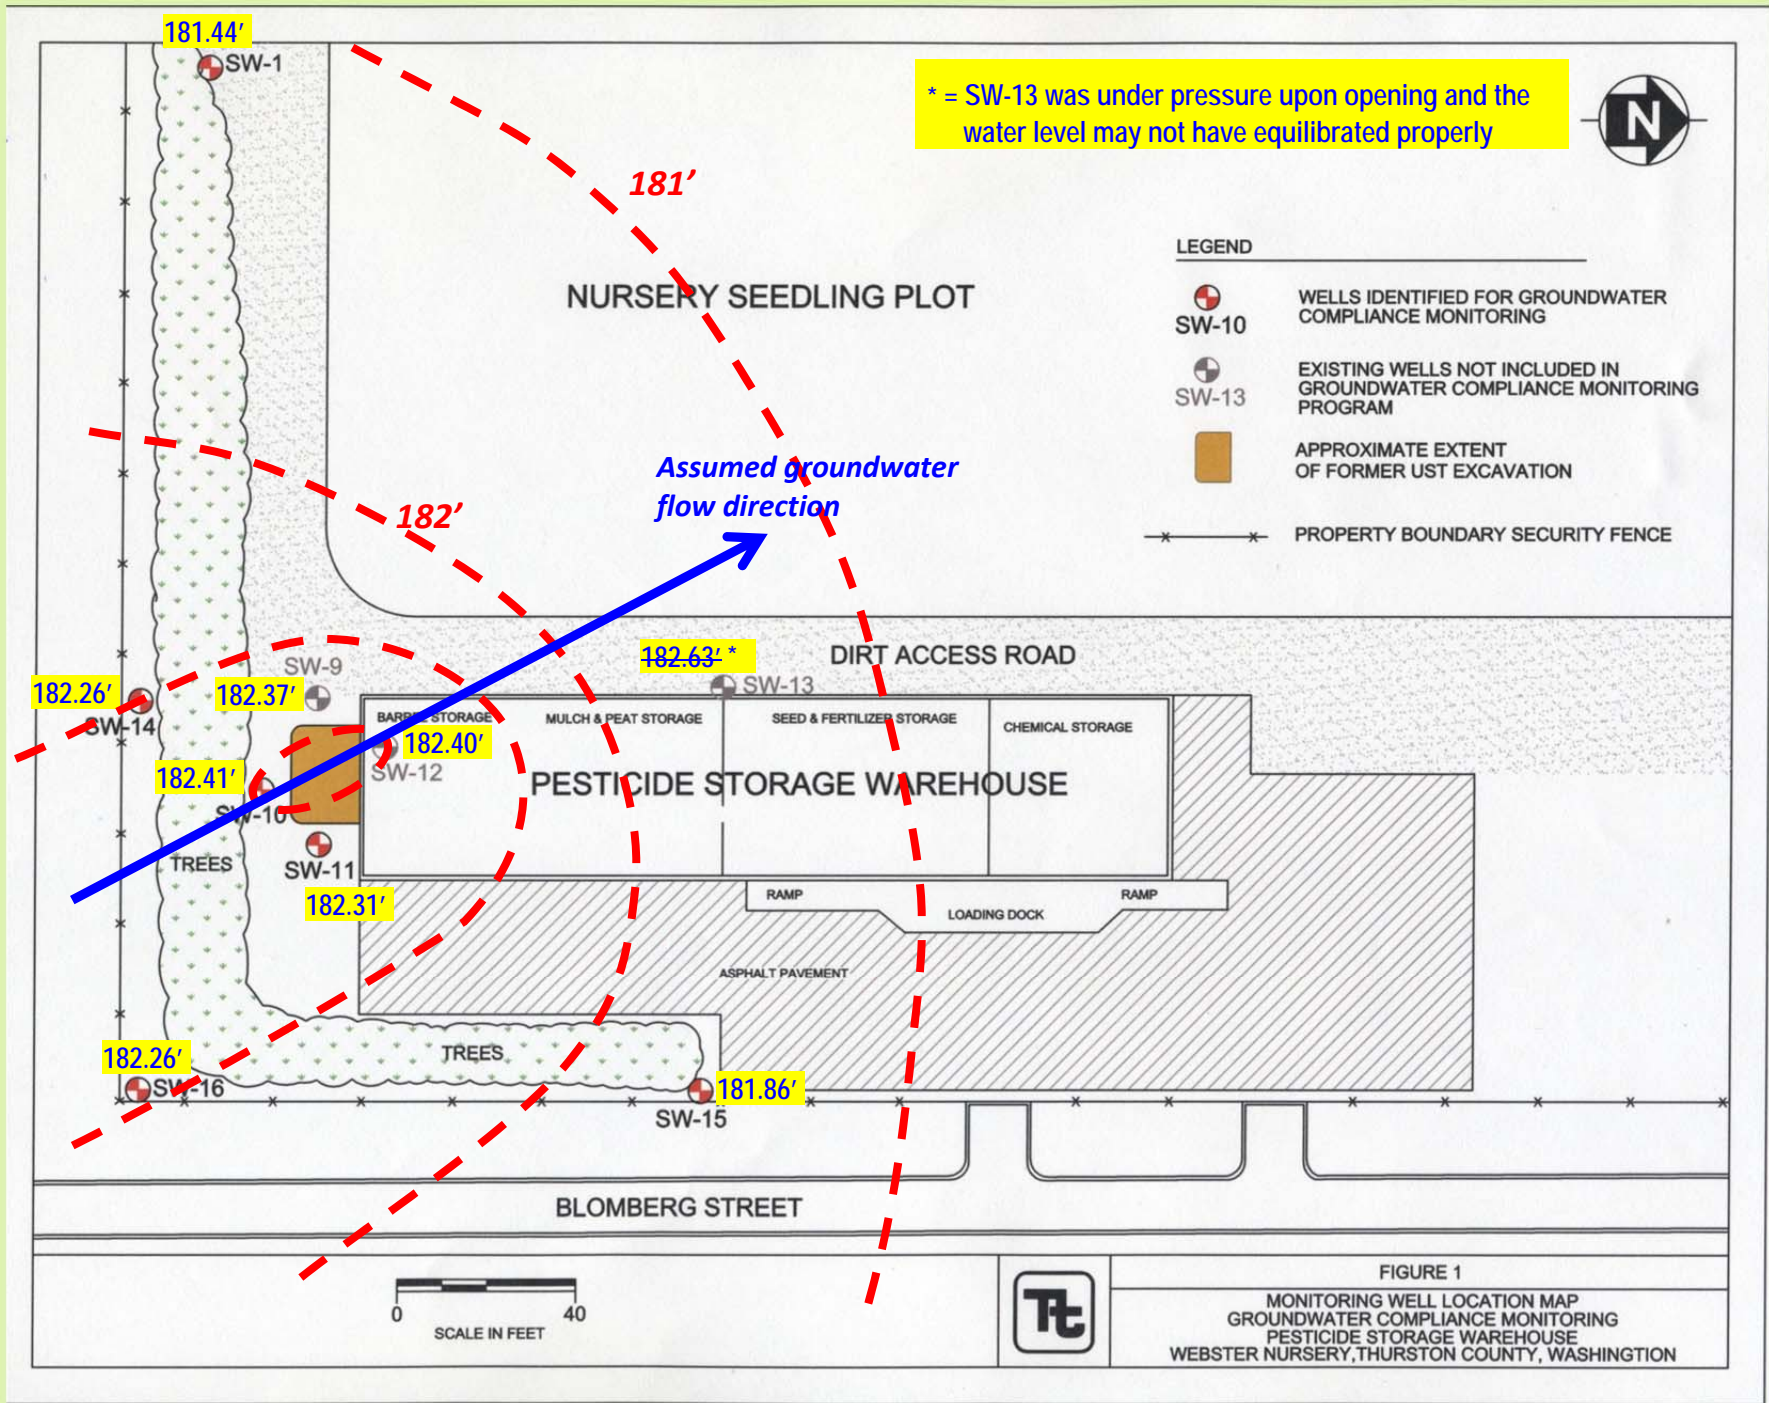 181.44'
SW-1
* = SW-13 was under pressure upon opening and the
water level may not have equilibrated properly
N
181'
NURSERY SEEDLING PLOT
LEGEND
SW-10
WELLS IDENTIFIED FOR GROUNDWATER
COMPLIANCE MONITORING
SW-13
EXISTING WELLS NOT INCLUDED IN
GROUNDWATER COMPLIANCE MONITORING
PROGRAM
APPROXIMATE EXTENT
OF FORMER UST EXCAVATION
PROPERTY BOUNDARY SECURITY FENCE
Assumed groundwater
flow direction
182'
182.63' *
DIRT ACCESS ROAD
SW-9
SW-13
182.26'
182.37'
SW-14
BARREL STORAGE
MULCH & PEAT STORAGE
SEED & FERTILIZER STORAGE
CHEMICAL STORAGE
182.40'
SW-12
182.41'
SW-10
PESTICIDE STORAGE WAREHOUSE
TREES
SW-11
182.31'
RAMP
RAMP
LOADING DOCK
ASPHALT PAVEMENT
182.26'
SW-16
TREES
181.86'
SW-15
BLOMBERG STREET
0
40
SCALE IN FEET
Tt
FIGURE 1
MONITORING WELL LOCATION MAP
GROUNDWATER COMPLIANCE MONITORING
PESTICIDE STORAGE WAREHOUSE
WEBSTER NURSERY,THURSTON COUNTY, WASHINGTION